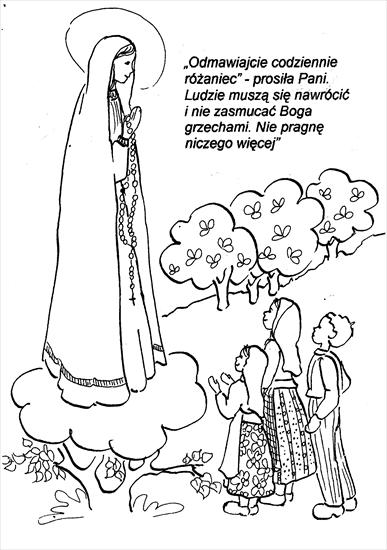 „Odmawiajcie codziennie
różaniec" - prosiła Pani.
Ludzie muszą się nawrócić
i nie zasmucać Boga
grzechami. Nie pragnę
niczego więcej"